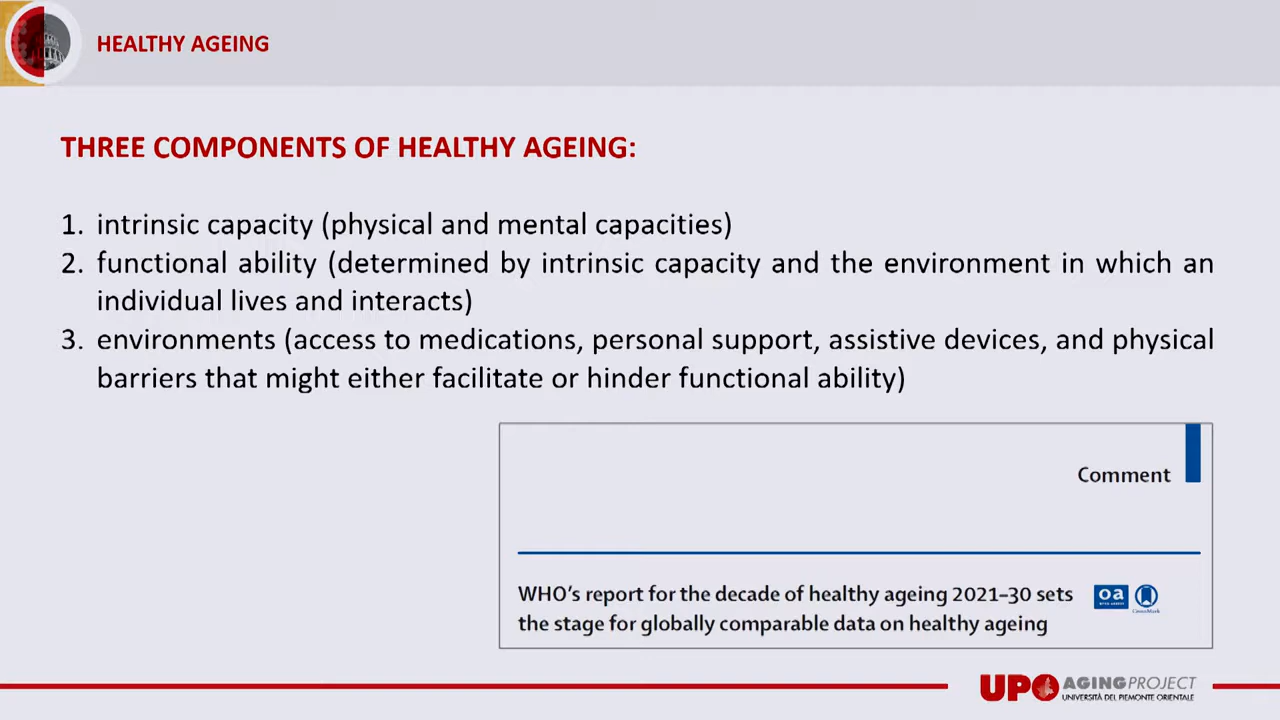 HEALTHY AGEING
THREE COMPONENTS OF HEALTHY AGEING:
1. intrinsic capacity (physical and mental capacities)
2. functional ability (determined by intrinsic capacity and the environment in which an
individual lives and interacts)
3. environments (access to medications, personal support, assistive devices, and physical
barriers that might either facilitate or hinder functional ability)
Comment
WHO's report for the decade of healthy ageing 2021–30 sets
the stage for globally comparable data on healthy ageing
oa
OPEN ACCESS
CrossMark
UPO AGINGPROJECT
UNIVERSITÀ DEL PIEMONTE ORIENTALE